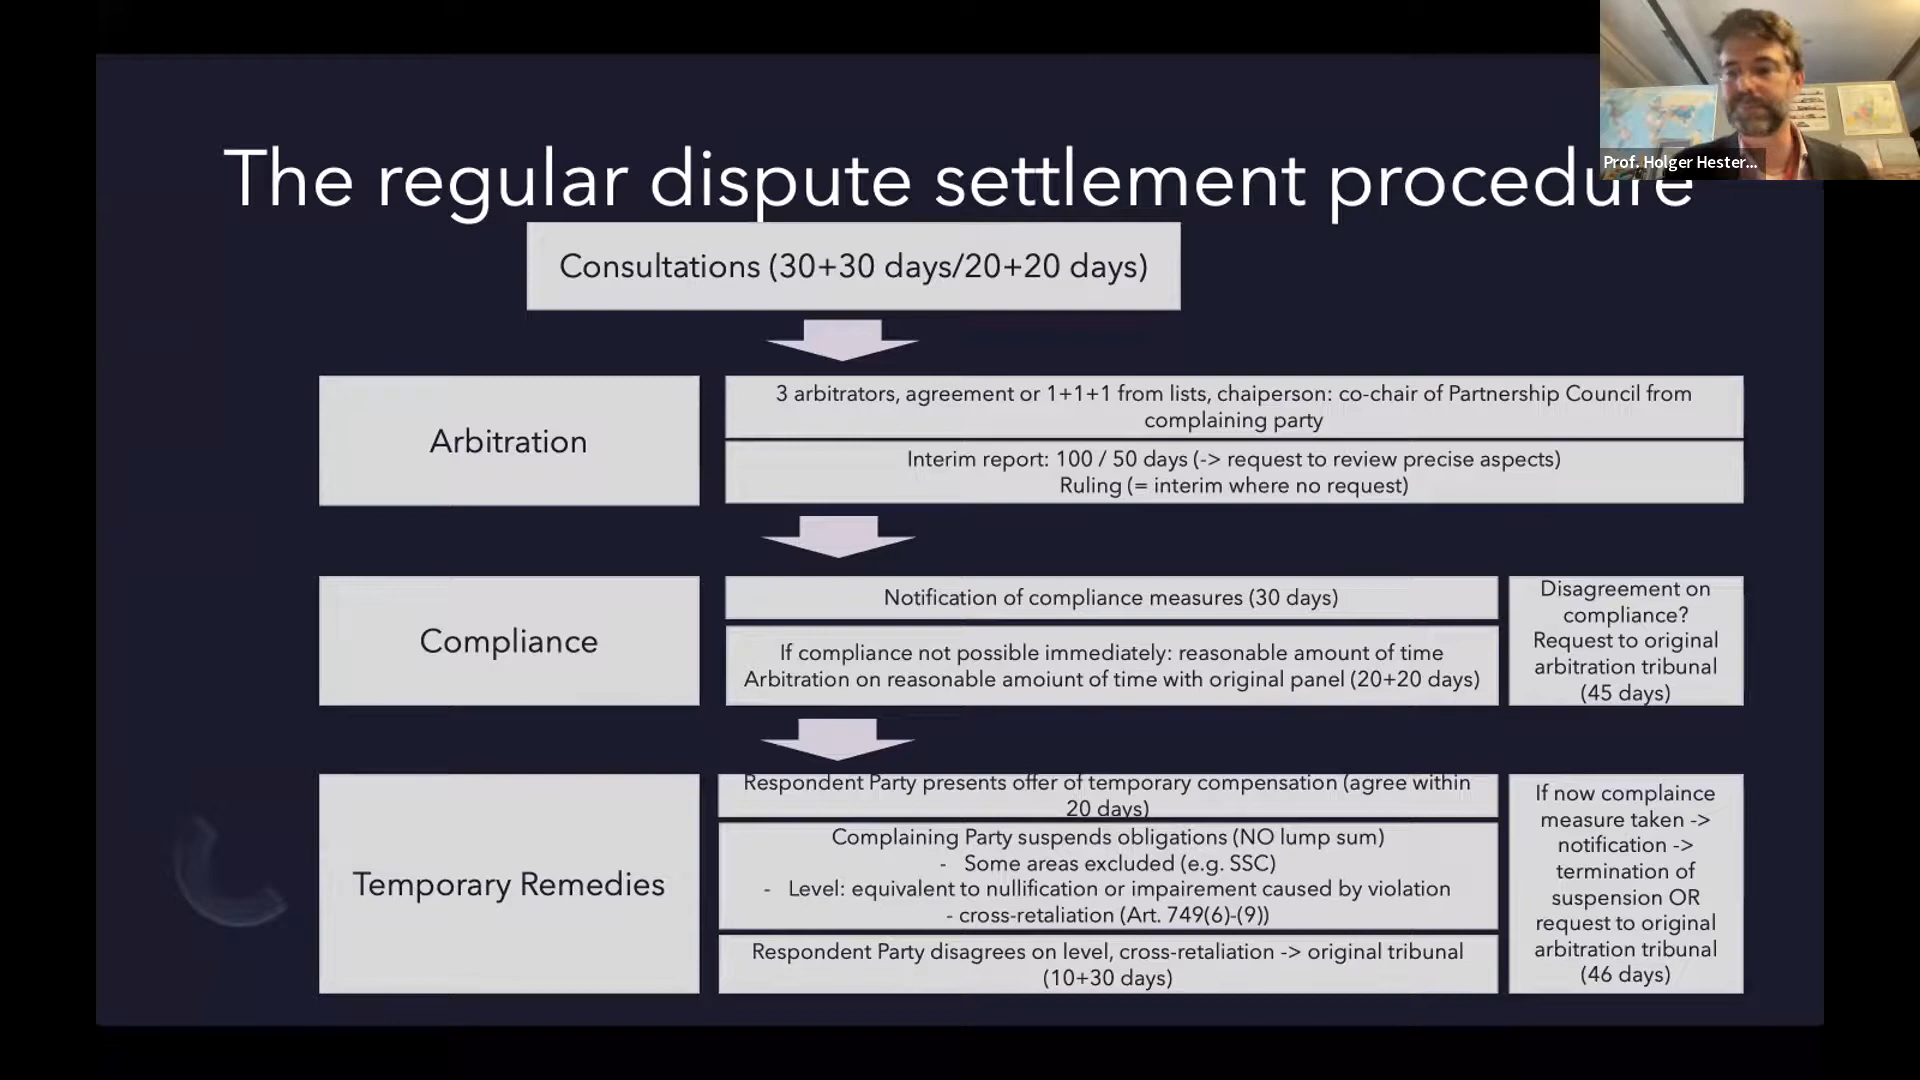 The regular dispute settlement procedure
Prof. Holger Hester...
Consultations (30+30 days/20+20 days)
Arbitration
3 arbitrators, agreement or 1+1+1 from lists, chaiperson: co-chair of Partnership Council from
complaining party
Interim report: 100 / 50 days (-> request to review precise aspects)
Ruling (= interim where no request)
Compliance
Notification of compliance measures (30 days)
If compliance not possible immediately: reasonable amount of time
Arbitration on reasonable amoiunt of time with original panel (20+20 days)
Disagreement on
compliance?
Request to original
arbitration tribunal
(45 days)
Temporary Remedies
Respondent Party presents offer of temporary compensation (agree within
20 days)
Complaining Party suspends obligations (NO lump sum)
- Some areas excluded (e.g. SSC)
- Level: equivalent to nullification or impairement caused by violation
- cross-retaliation (Art. 749(6)-(9))
Respondent Party disagrees on level, cross-retaliation -> original tribunal
(10+30 days)
If now complaince
measure taken ->
notification ->
termination of
suspension OR
request to original
arbitration tribunal
(46 days)